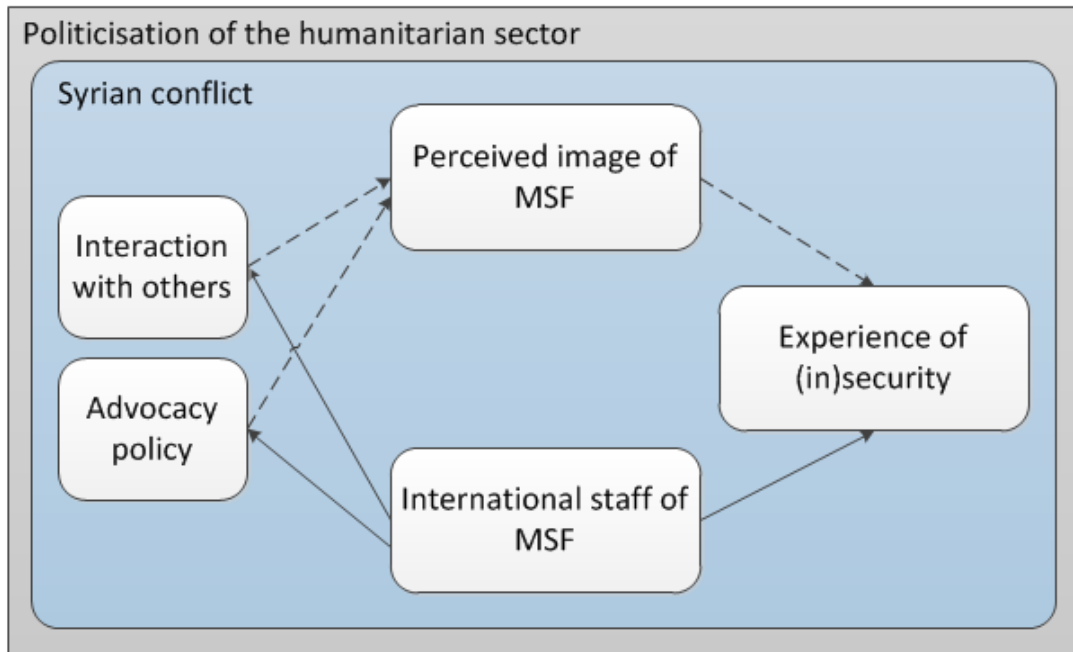 Politicisation of the humanitarian sector
Syrian conflict
Perceived image of
MSF
Interaction
with others
Experience of
(in)security
Advocacy
policy
International staff of
MSF